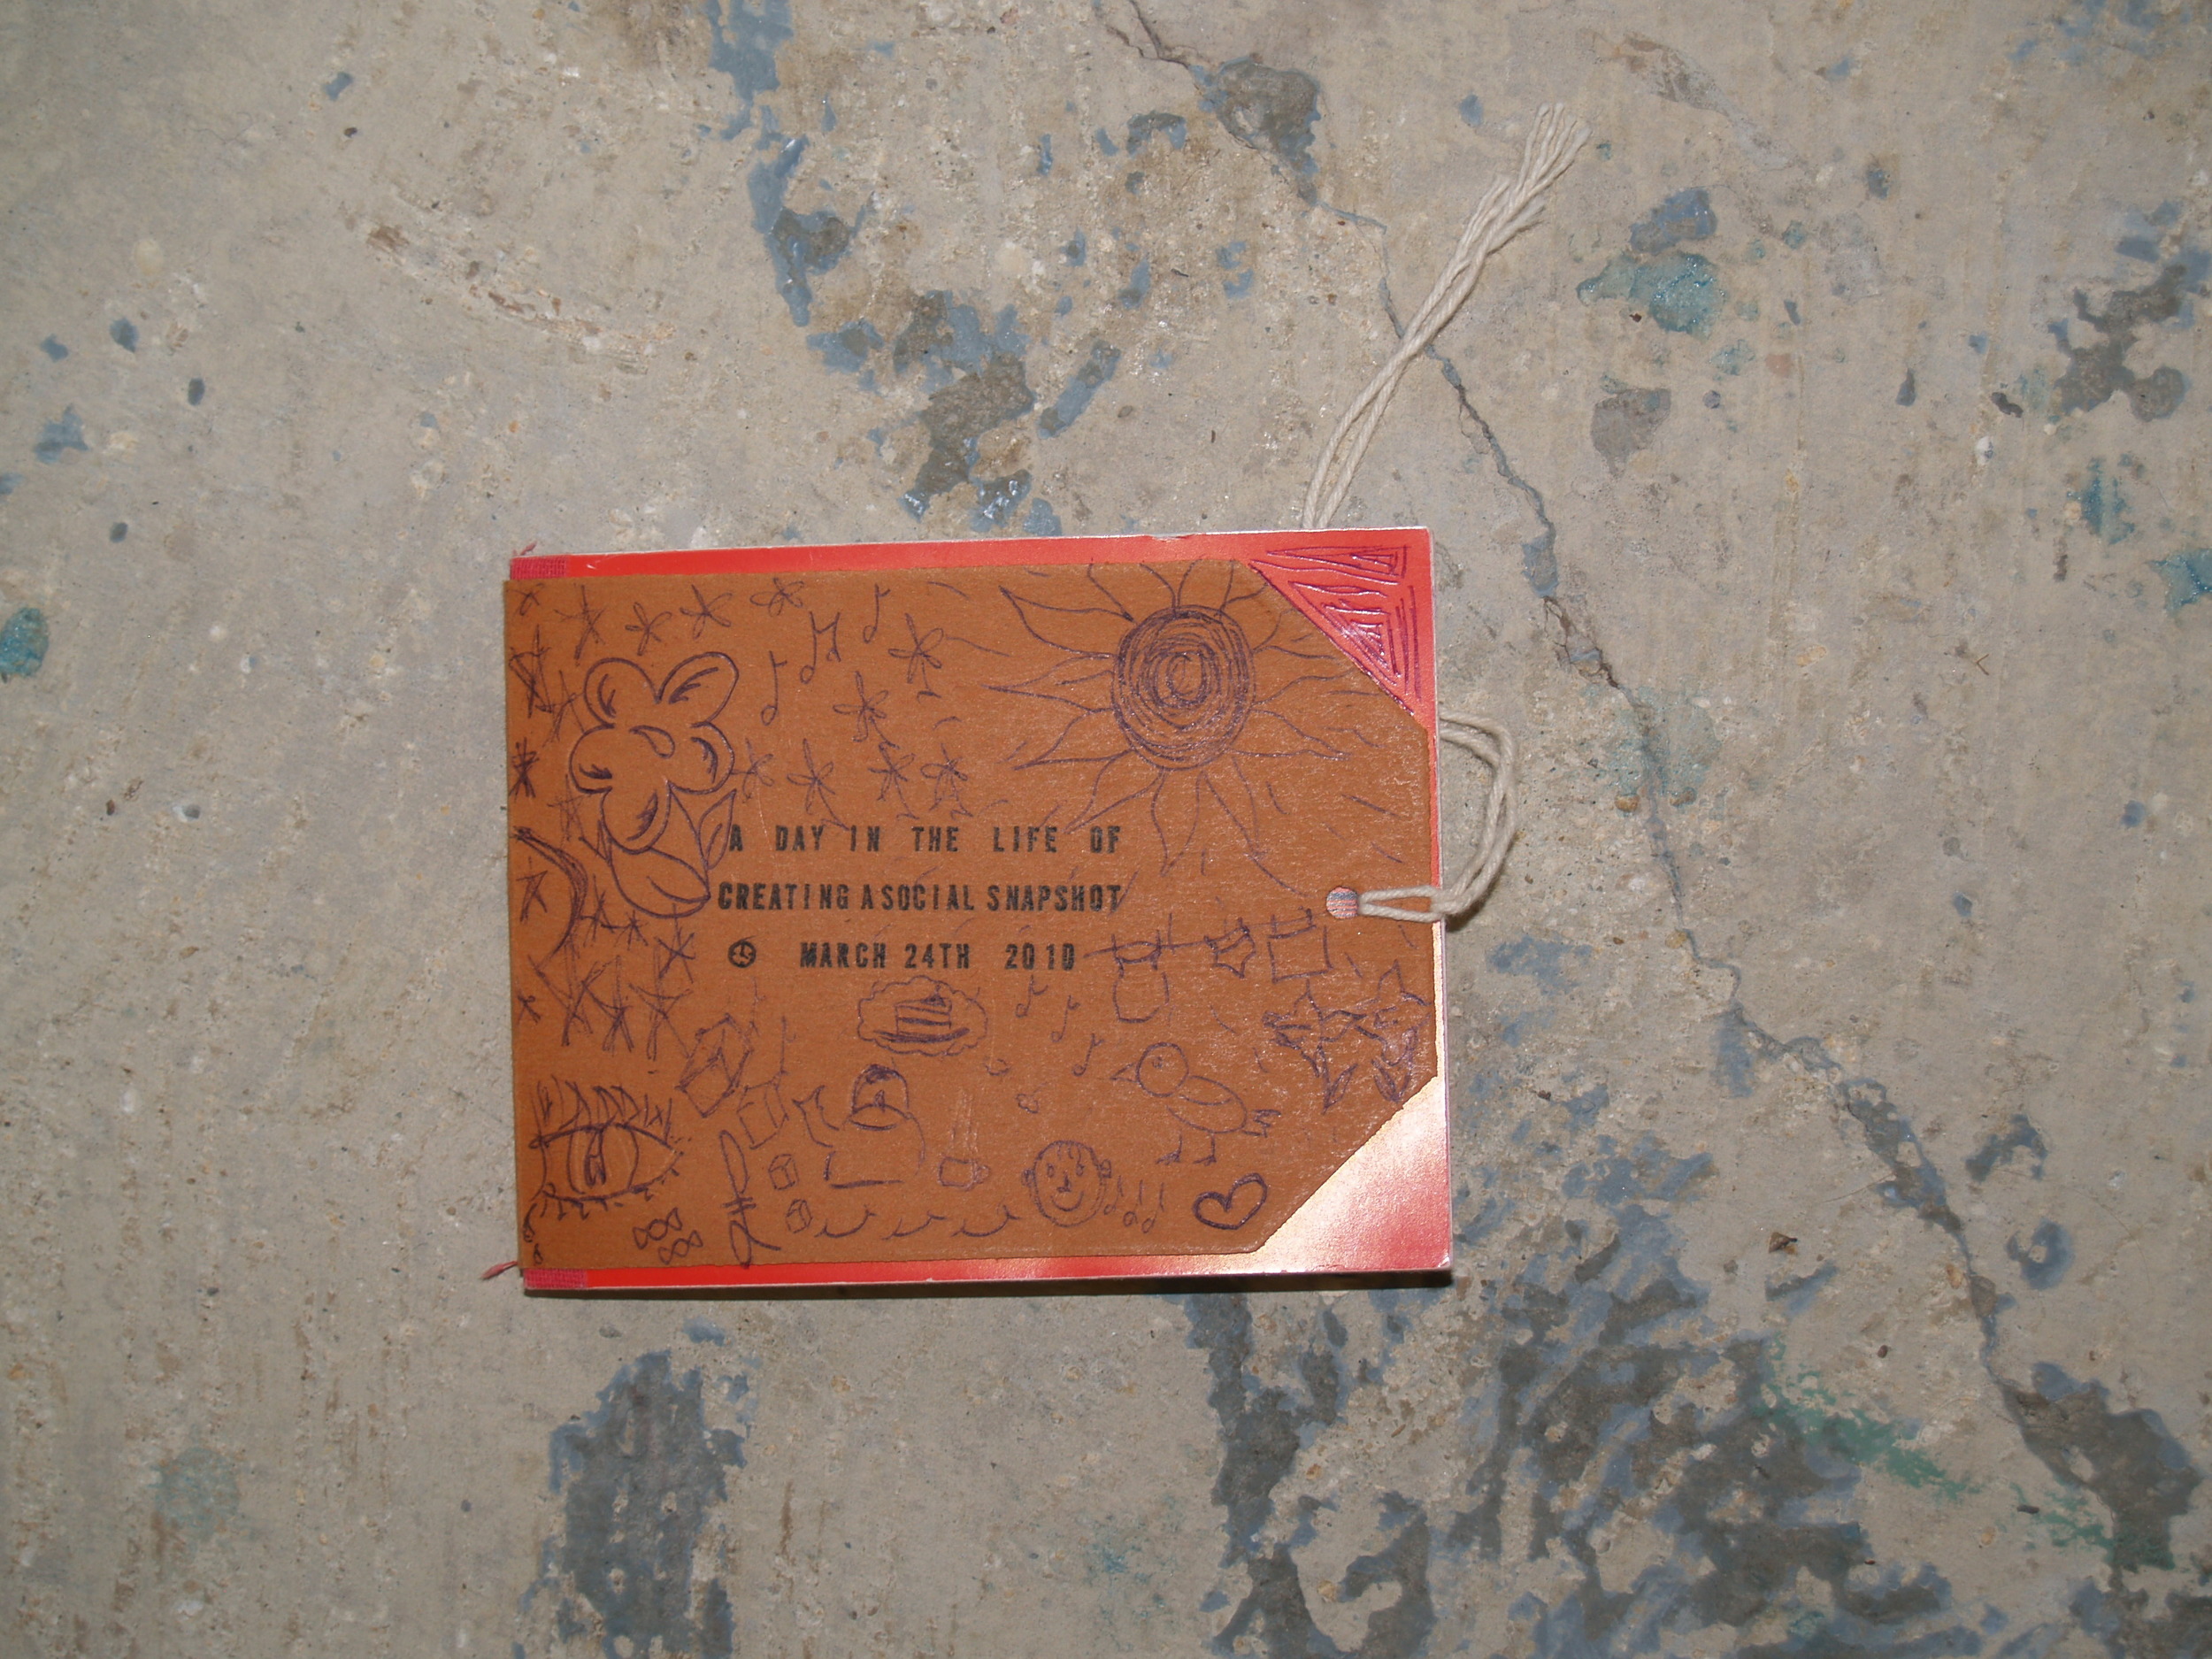 A DAY IN THE LIFE OF
CREATING A SOCIAL SNAPSHOT
MARCH 24TH 2010